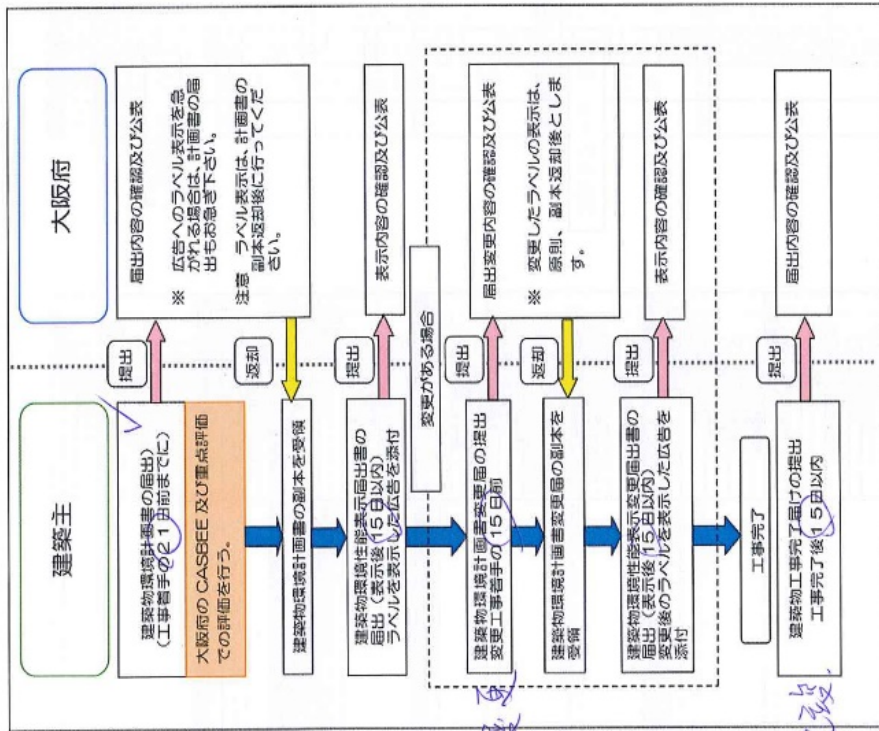 建築主
大阪府
建築物環境計画書の届出)
(工事着手の21日前までに)
大阪府のCASBEE 及び重点評価
での評価を行う。
提出
届出内容の確認及び公表
※ 広告へのラベル表示を急
がれる場合は、計画書の届
出もお急ぎ下さい。
注意 ラベル表示は、計画書の
副本返却後に行ってくだ
さい。
返却
建築物環境計画書の副本を受領
建築物環境性能表示届出書の
届出（表示後15日以内）
ラベルを表示した広告を添付
提出
表示内容の確認及び公表
変更がある場合
建築物環境計画書変更届の提出
変更工事着手の15日前
提出
届出変更内容の確認及び公表
※ 変更したラベルの表示は、
原則、副本返却後としま
す。
返却
建築物環境計画書変更届の副本を
受領
建築物環境性能表示変更届出書の
届出（表示後15日以内）
変更後のラベルを表示した広告を
添付
提出
表示内容の確認及び公表
工事完了
建築物工事完了届けの提出
工事完了後15日以内
提出
届出内容の確認及び公表